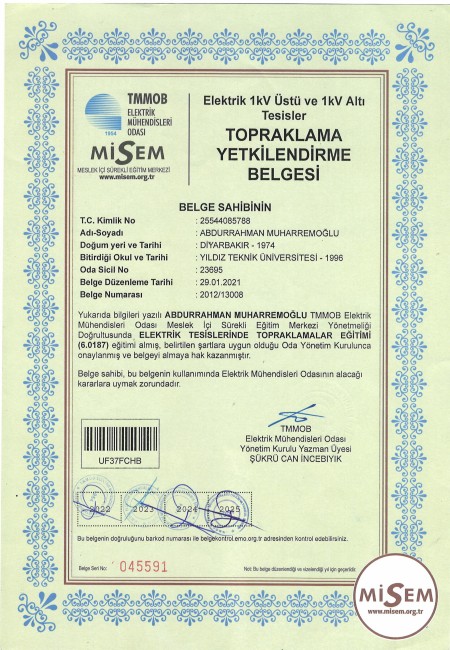 TMMOB
ELEKTRİK
MÜHENDİSLERİ
ODASI
1954
MİSEM
MESLEK İÇİ SÜREKLİ EĞİTİM MERKEZİ
www.misem.org.tr
Elektrik 1kV Üstü ve 1kV Altı
Tesisler
TOPRAKLAMA
YETKİLENDİRME
BELGESİ
BELGE SAHİBİNİN
T.C. Kimlik No : 25544085788
Adı-Soyadı : ABDURRAHMAN MUHARREMOĞLU
Doğum yeri ve Tarihi : DİYARBAKIR - 1974
Bitirdiği Okul ve Tarihi : YILDIZ TEKNİK ÜNİVERSİTESİ - 1996
Oda Sicil No : 23695
Belge Düzenleme Tarihi : 29.01.2021
Belge Numarası : 2012/13008
Yukarıda bilgileri yazılı ABDURRAHMAN MUHARREMOĞLU TMMOB Elektrik
Mühendisleri Odası Meslek İçi Sürekli Eğitim Merkezi Yönetmeliği
Doğrultusunda ELEKTRİK TESİSLERİNDE TOPRAKLAMALAR EĞİTİMİ
(6.0187) eğitimi almış, belirtilen şartlara uygun olduğu Oda Yönetim Kurulunca
onaylanmış ve belgeyi almaya hak kazanmıştır.
Belge sahibi, bu belgenin kullanımında Elektrik Mühendisleri Odasının alacağı
kararlara uymak zorundadır.
UF37FCHB
TMMOB
Elektrik Mühendisleri Odası
Yönetim Kurulu Yazman Üyesi
ŞÜKRÜ CAN İNCEBIYIK
2022 2023 2024 2025
Bu belgenin doğruluğunu barkod numarası ile belgekontrol.emo.org.tr adresinden kontrol edebilirsiniz.
Belge Seri No: 045591
Not: Bu belge düzenlendiği ve vizelendiği yıl için geçerlidir.
MİSEM
www.misem.org.tr